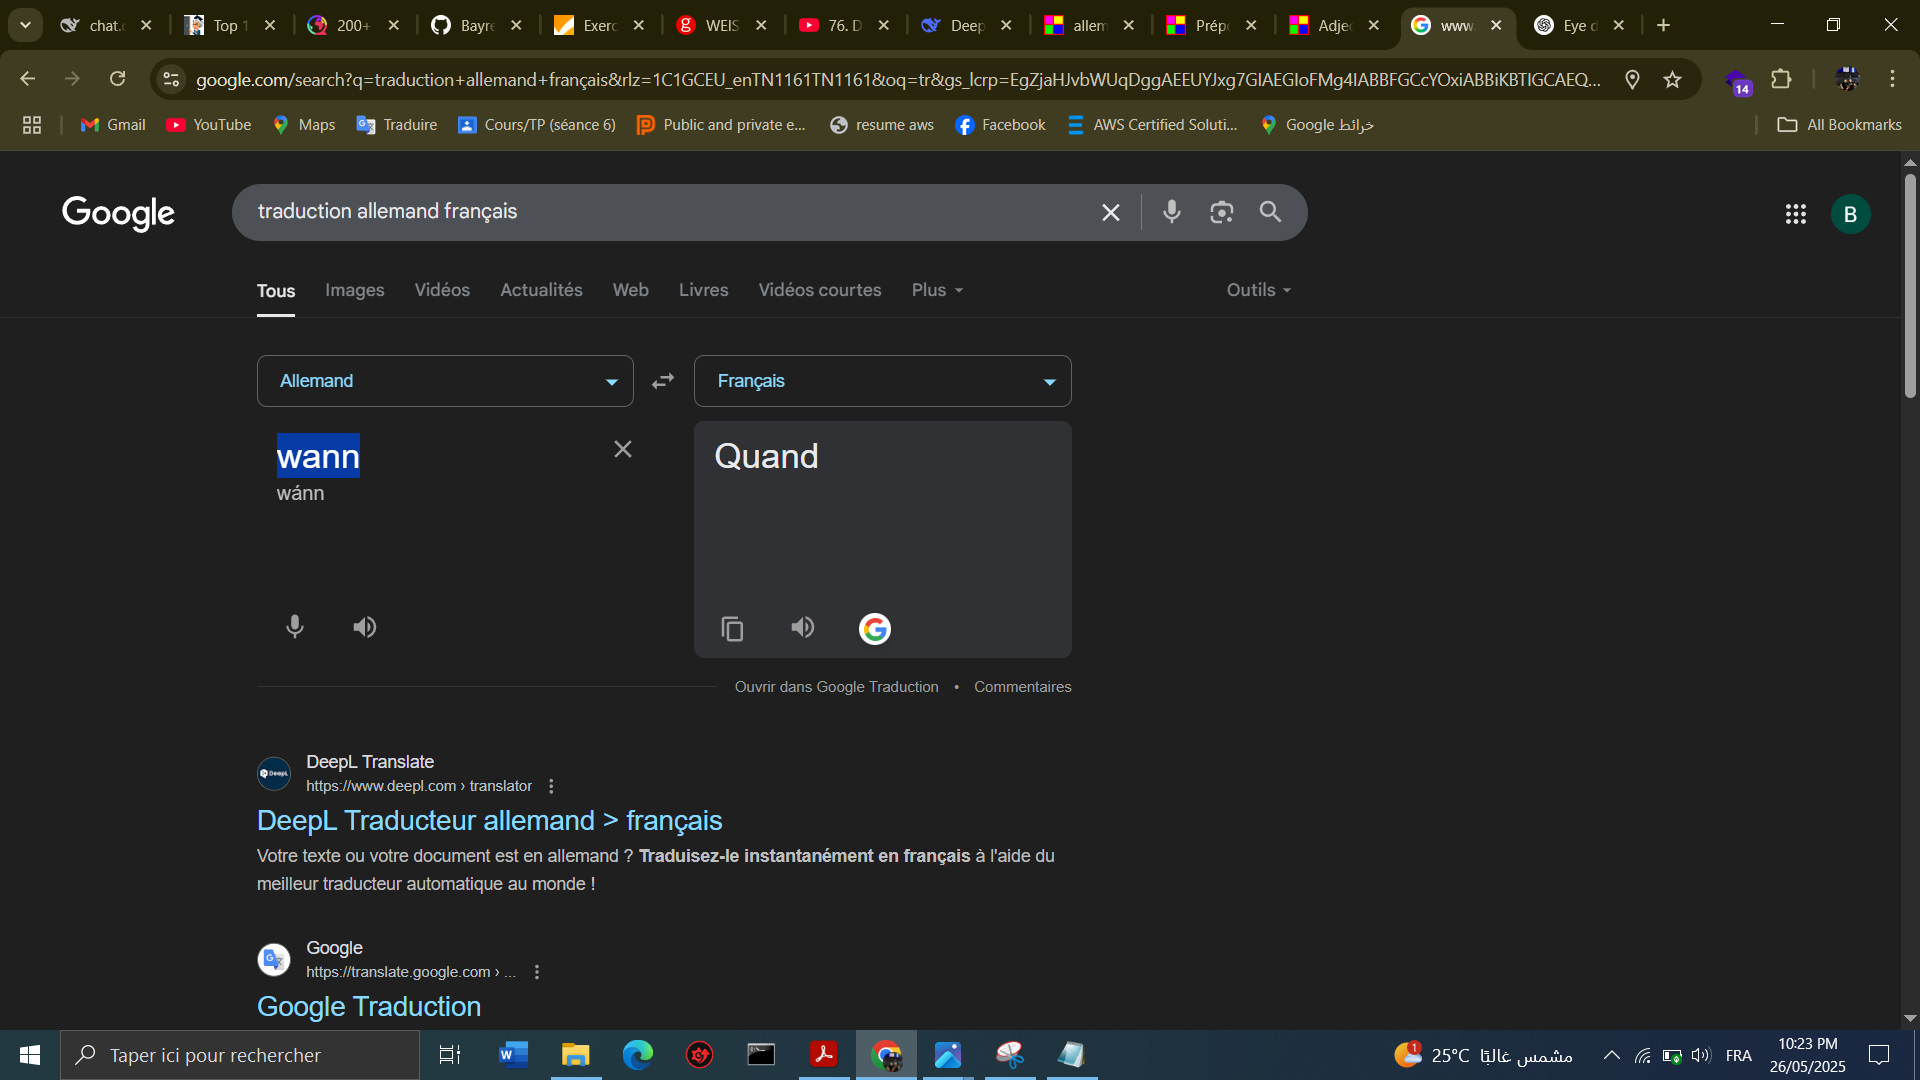 chat.
Top 1
200+
Bayre
Exerc
WEIS
76. D
Deep
allem
Prépo
Adjec
www.
Eye d
google.com/search?q=traduction+allemand+français&rlz=1C1GCEU_enTN1161TN1161&oq=tr&gs_lcrp=EgZjaHJvbWUqDggAEEUYJxg7GIAEGIoFMg4IABBFGCcYOxiABBiKBTIGCAEQ...
14
Gmail
YouTube
Maps
Traduire
Cours/TP (séance 6)
Public and private e...
resume aws
Facebook
AWS Certified Soluti...
خرائط Google
All Bookmarks
Google
traduction allemand français
B
Tous
Images
Vidéos
Actualités
Web
Livres
Vidéos courtes
Plus
Outils
Allemand
Français
wann
wánn
Quand
Ouvrir dans Google Traduction • Commentaires
DeepL
DeepL Translate
https://www.deepl.com › translator
DeepL Traducteur allemand > français
Votre texte ou votre document est en allemand ? Traduisez-le instantanément en français à l'aide du
meilleur traducteur automatique au monde !
Google
https://translate.google.com › ...
Google Traduction
Taper ici pour rechercher
1
25°C مشمس غالبًا
FRA
10:23 PM
26/05/2025